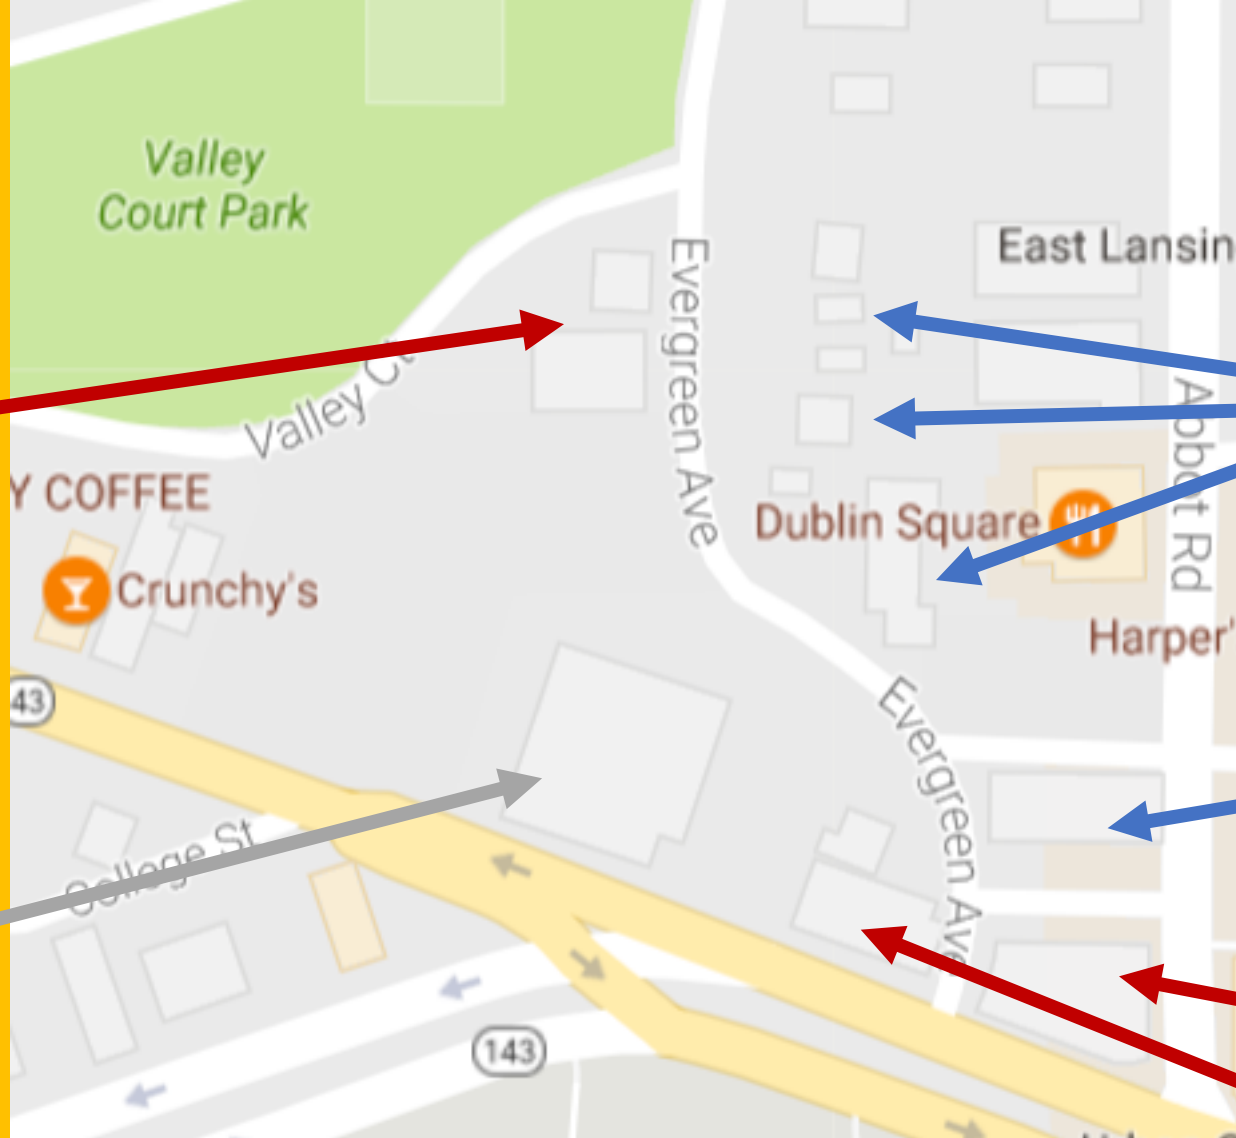 Valley
Court Park
East Lansin
Evergreen Ave
Valley Ct
Abbot Rd
Y COFFEE
Dublin Square
Crunchy's
Harper'
43
Evergreen Ave
College St
143